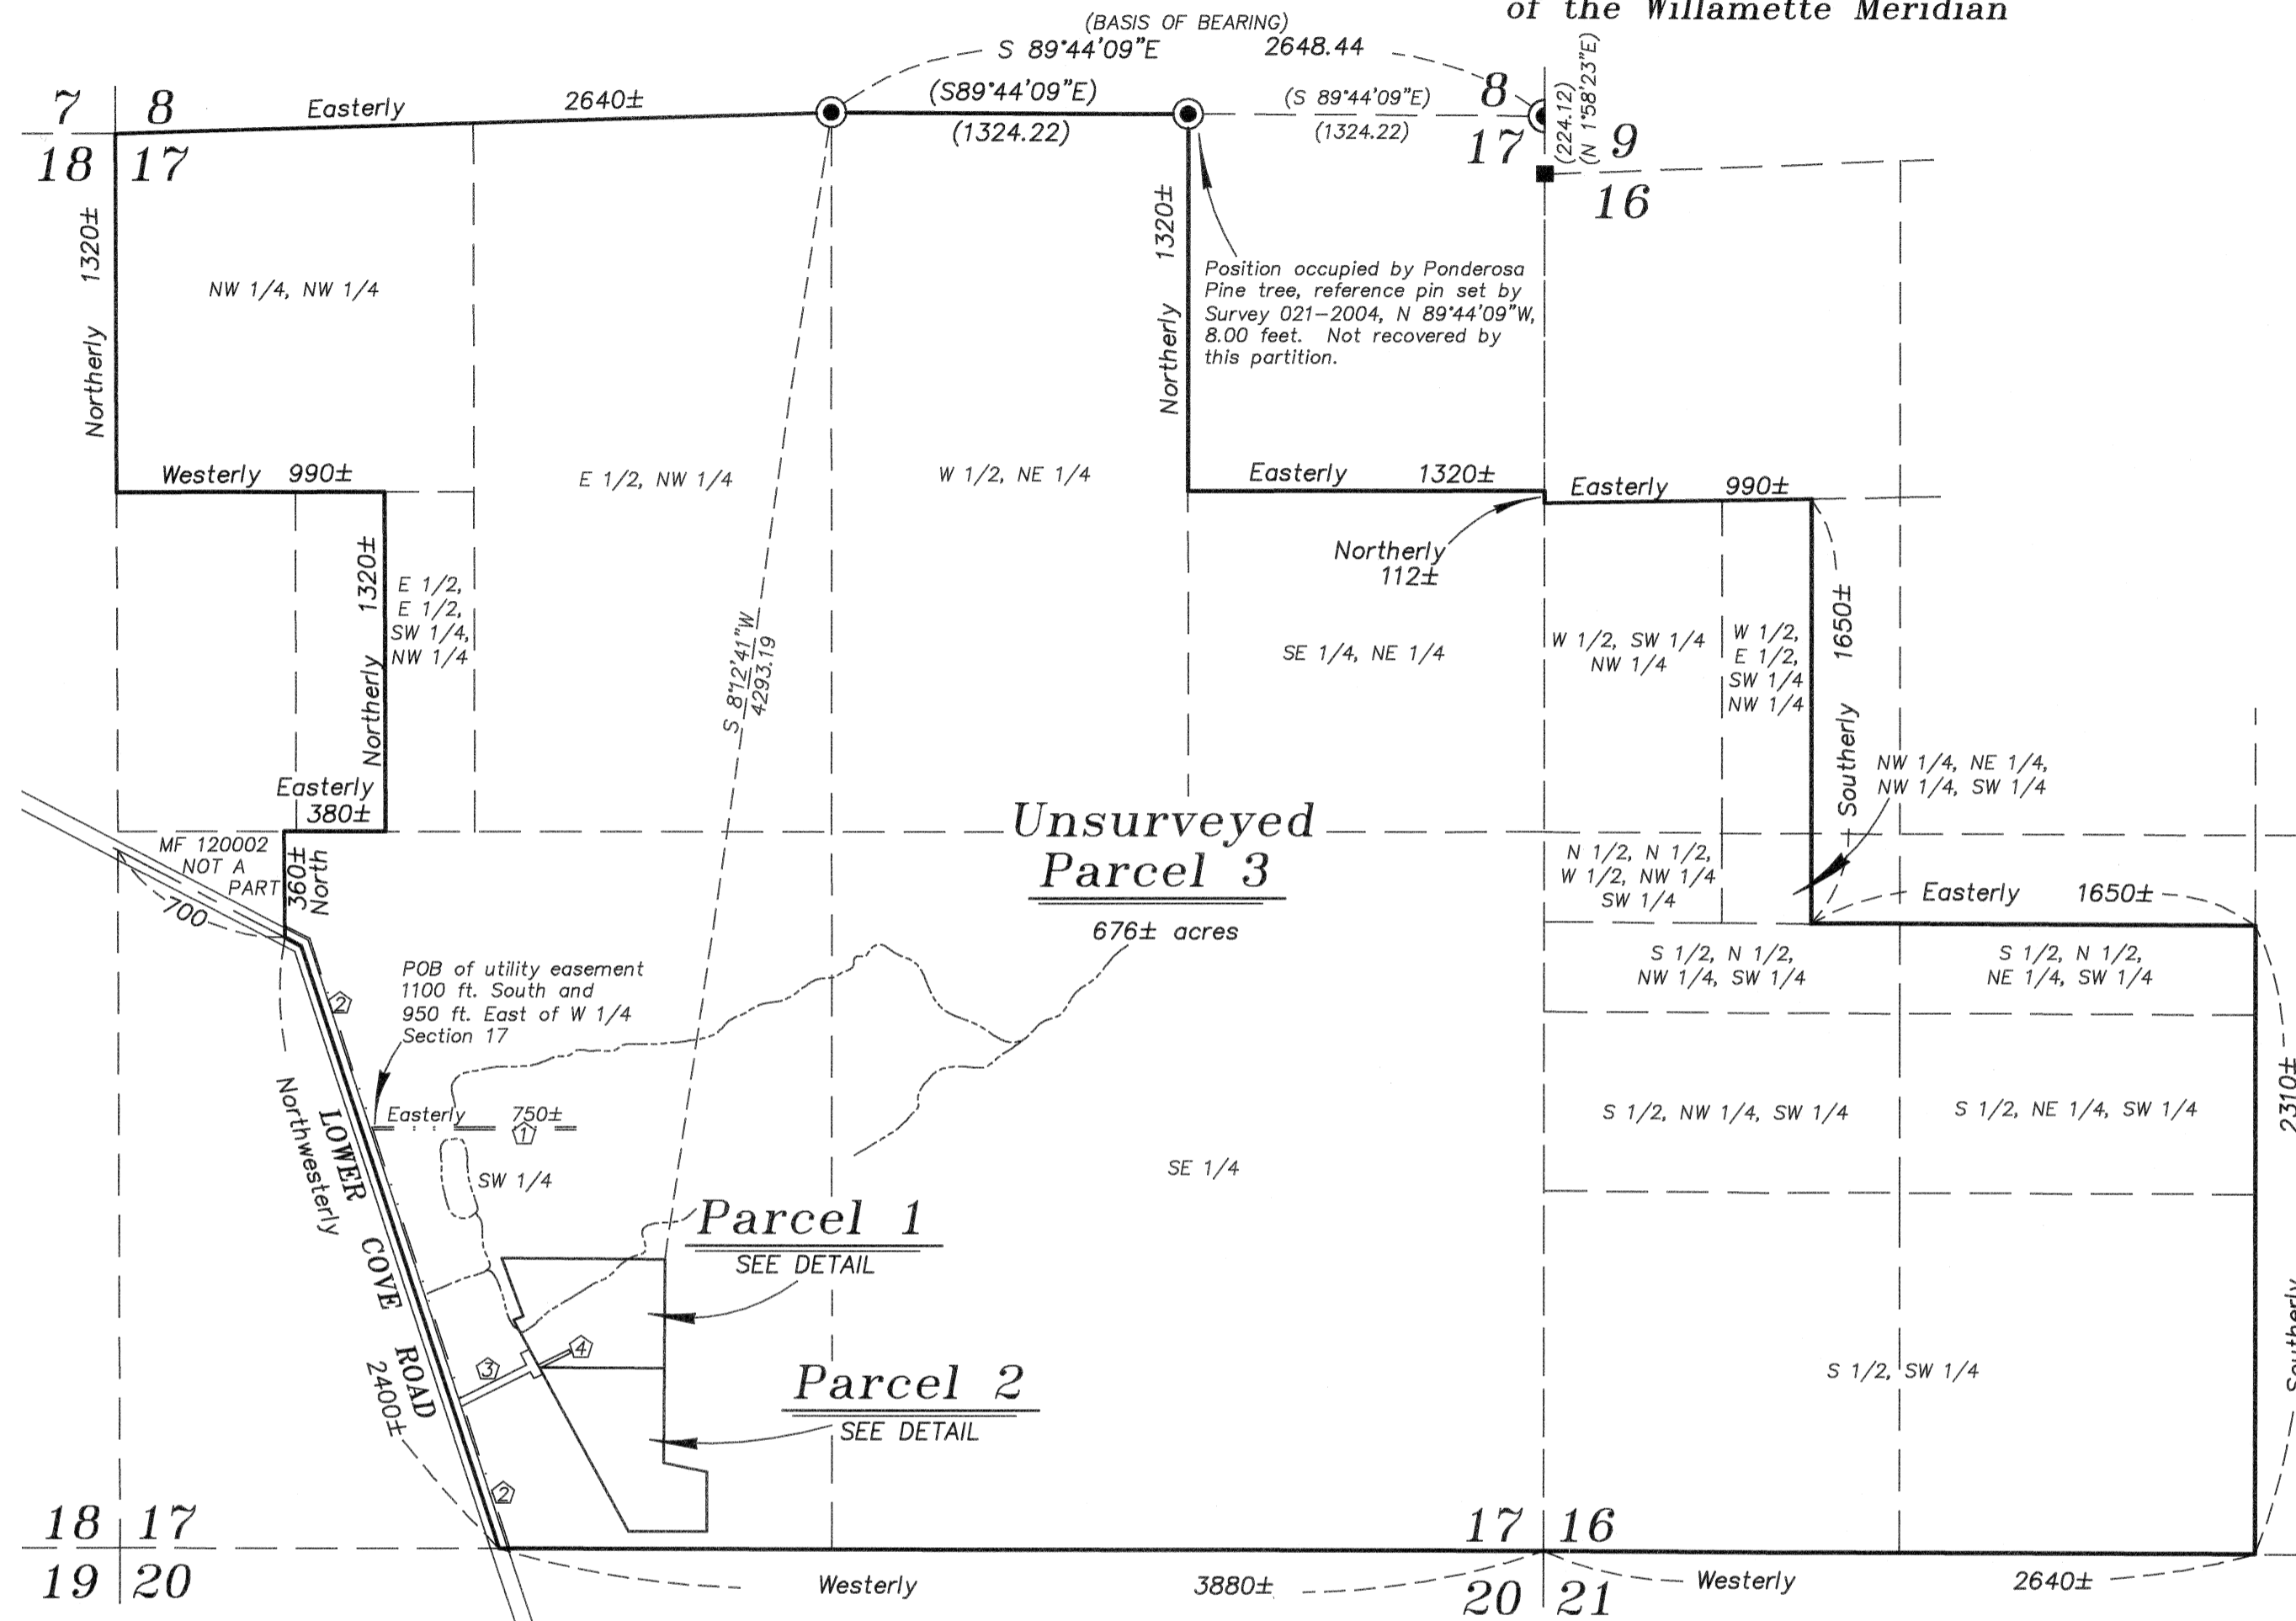 of the Willamette Meridian
(BASIS OF BEARING)
S 89°44'09"E 2648.44
7 8
18 17
Easterly 2640±
(S89°44'09"E)
(1324.22)
(S 89°44'09"E)
(1324.22)
8
17
9
16
(224.12)
(N 1°58'23"E)
Northerly 1320±
NW 1/4, NW 1/4
Northerly 1320±
Position occupied by Ponderosa
Pine tree, reference pin set by
Survey 021-2004, N 89°44'09"W,
8.00 feet. Not recovered by
this partition.
Westerly 990±
E 1/2, NW 1/4
W 1/2, NE 1/4
Easterly 1320±
Easterly 990±
Northerly
112±
Northerly 1320±
E 1/2,
E 1/2,
SW 1/4,
NW 1/4
S 8°12'41"W
4293.19
SE 1/4, NE 1/4
W 1/2, SW 1/4
NW 1/4
W 1/2,
E 1/2,
SW 1/4
NW 1/4
Southerly 1650±
NW 1/4, NE 1/4,
NW 1/4, SW 1/4
Easterly
380±
MF 120002
NOT A
PART
360±
North
700
Unsurveyed
Parcel 3
676± acres
N 1/2, N 1/2,
W 1/2, NW 1/4
SW 1/4
Easterly 1650±
S 1/2, N 1/2,
NW 1/4, SW 1/4
S 1/2, N 1/2,
NE 1/4, SW 1/4
POB of utility easement
1100 ft. South and
950 ft. East of W 1/4
Section 17
2
Easterly 750±
1
SW 1/4
LOWER COVE ROAD
Northwesterly 2400±
S 1/2, NW 1/4, SW 1/4
S 1/2, NE 1/4, SW 1/4
Southerly 2310±
SE 1/4
Parcel 1
SEE DETAIL
3
4
Parcel 2
SEE DETAIL
S 1/2, SW 1/4
2
18 17
19 20
17 16
20 21
Westerly 3880±
Westerly 2640±